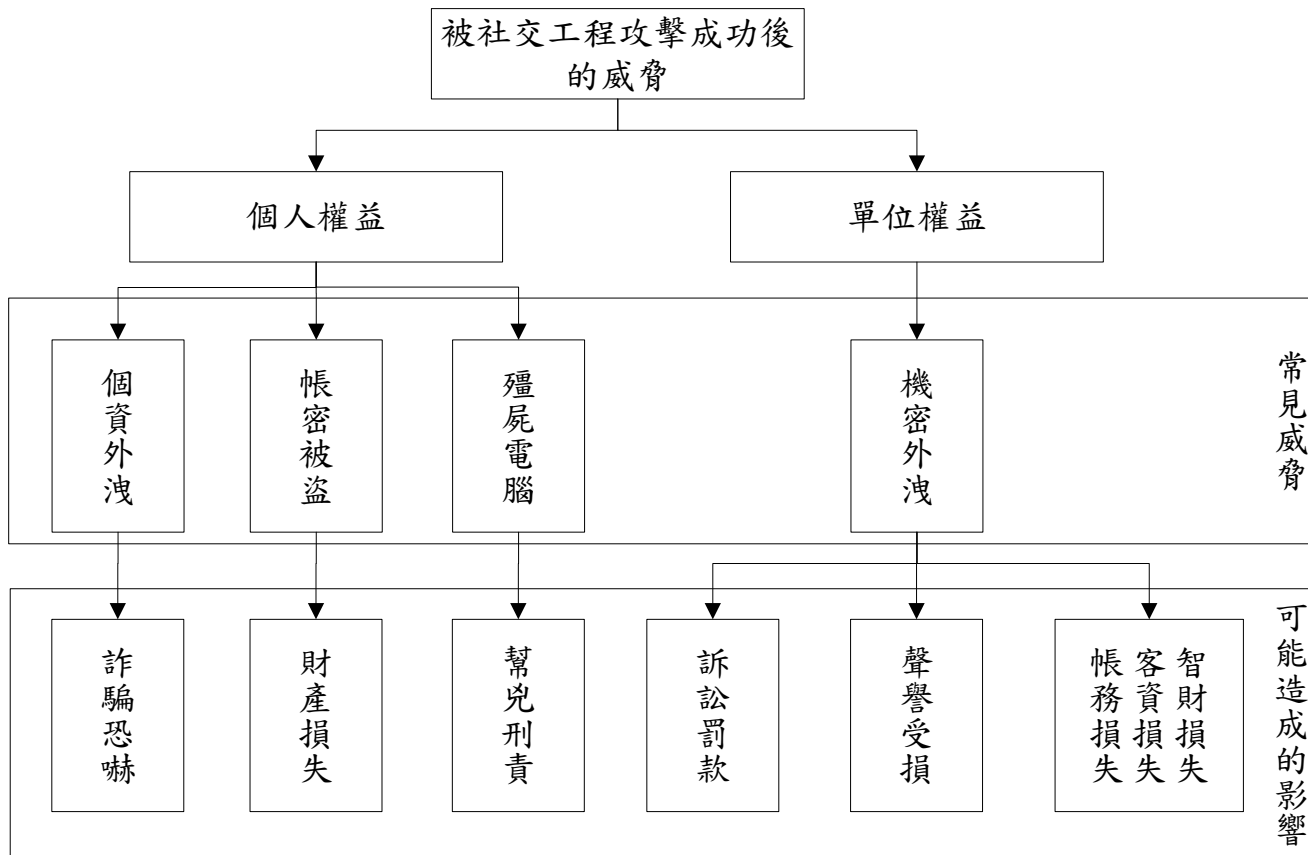 被社交工程攻擊成功後
的威脅
個人權益
單位權益
個資外洩
帳密被盜
殭屍電腦
機密外洩
常見威脅
詐騙恐嚇
財產損失
幫兇刑責
訴訟罰款
聲譽受損
智財損失
客資損失
帳務損失
可能造成的影響